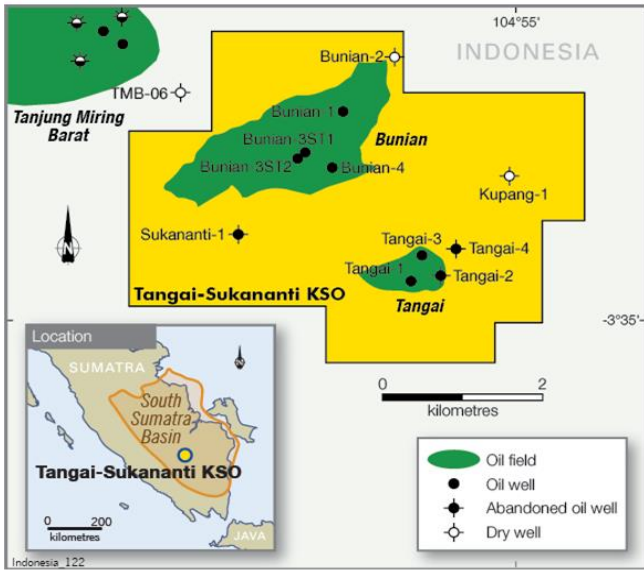 104°55'
INDONESIA
Bunian-2
TMB-06
Tanjung Miring
Barat
Bunian-1
Bunian
Bunian-3ST1
Bunian-3ST2
Bunian-4
Kupang-1
Sukananti-1
Tangai-3
Tangai-4
Tangai-1
Tangai-2
Tangai-Sukananti KSO
Tangai
-3°35'
N
0 2
kilometres
Location
SUMATRA
N
South
Sumatra
Basin
Tangai-Sukananti KSO
0 200
kilometres
JAVA
Oil field
Oil well
Abandoned oil well
Dry well
Indonesia_122